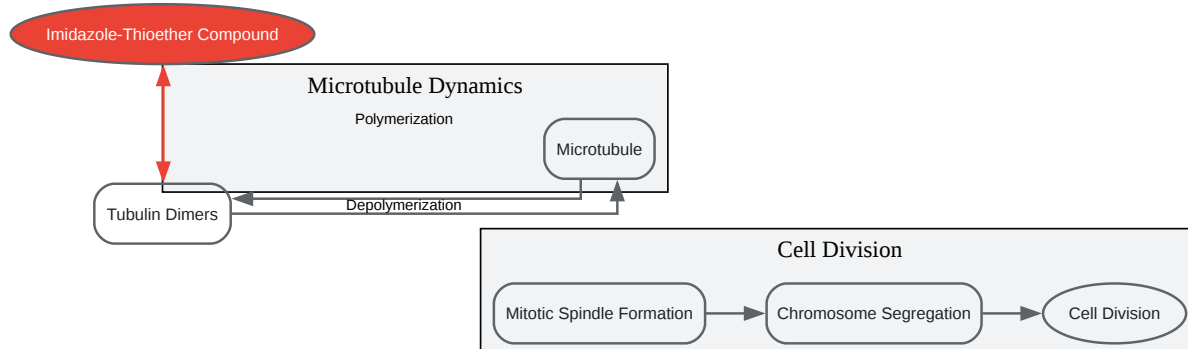 Imidazole-Thioether Compound
Microtubule Dynamics
Polymerization
Microtubule
Tubulin Dimers
Depolymerization
Cell Division
Mitotic Spindle Formation
Chromosome Segregation
Cell Division